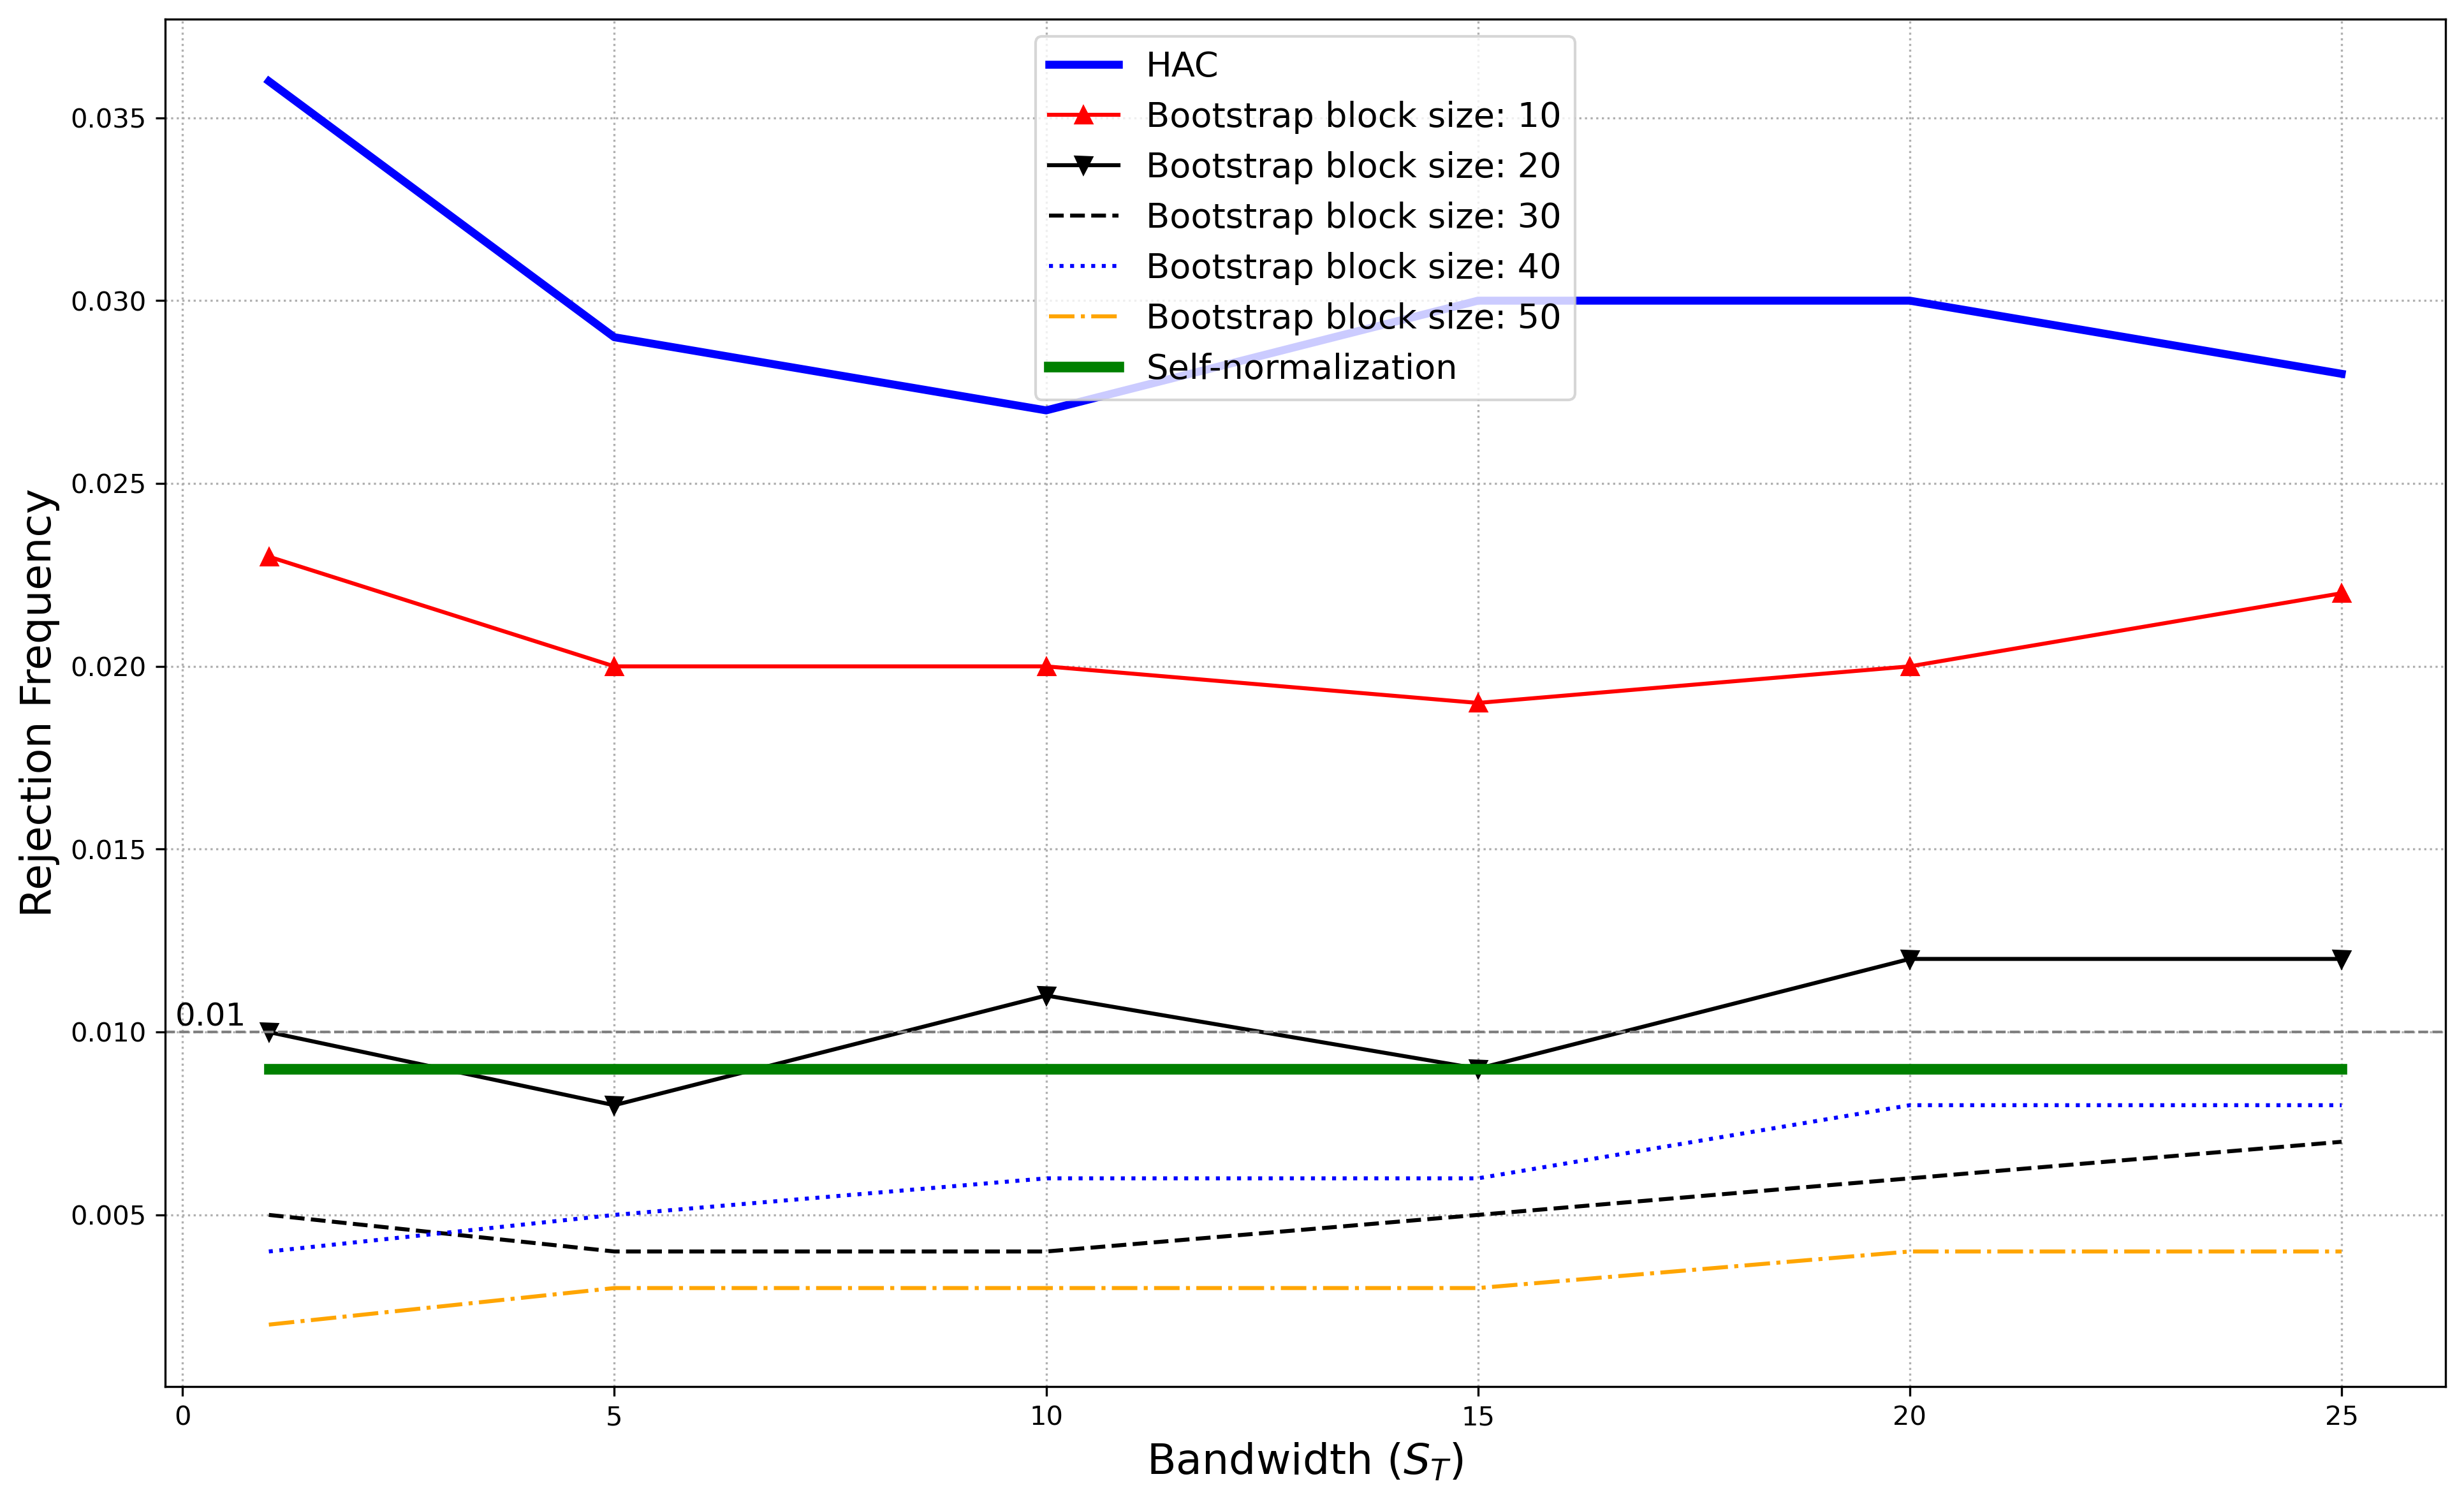 HAC
Bootstrap block size: 10
Bootstrap block size: 20
Bootstrap block size: 30
Bootstrap block size: 40
Bootstrap block size: 50
Self-normalization
Rejection Frequency
0.035
0.030
0.025
0.020
0.015
0.010
0.005
0.01
0 5 10 15 20 25
Bandwidth ($S_T$)